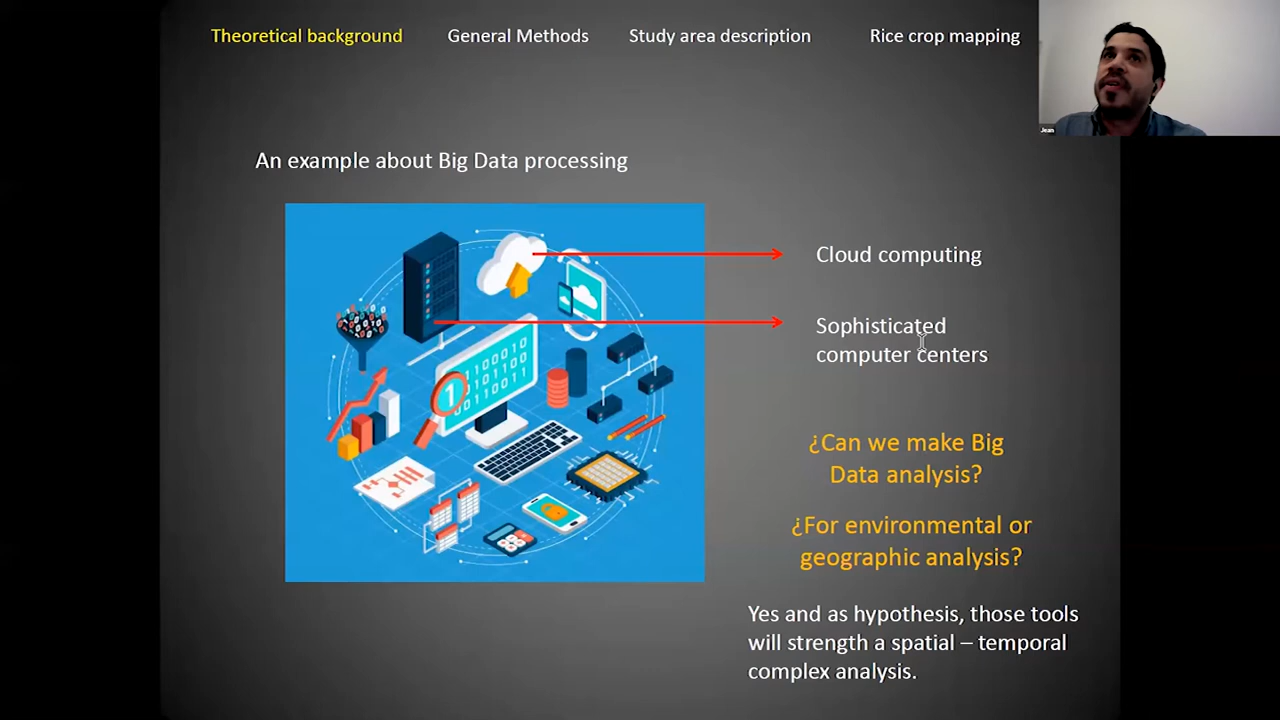 Theoretical background
General Methods
Study area description
Rice crop mapping
Jean
An example about Big Data processing
Cloud computing
Sophisticated
computer centers
¿Can we make Big
Data analysis?
¿For environmental or
geographic analysis?
Yes and as hypothesis, those tools
will strength a spatial – temporal
complex analysis.